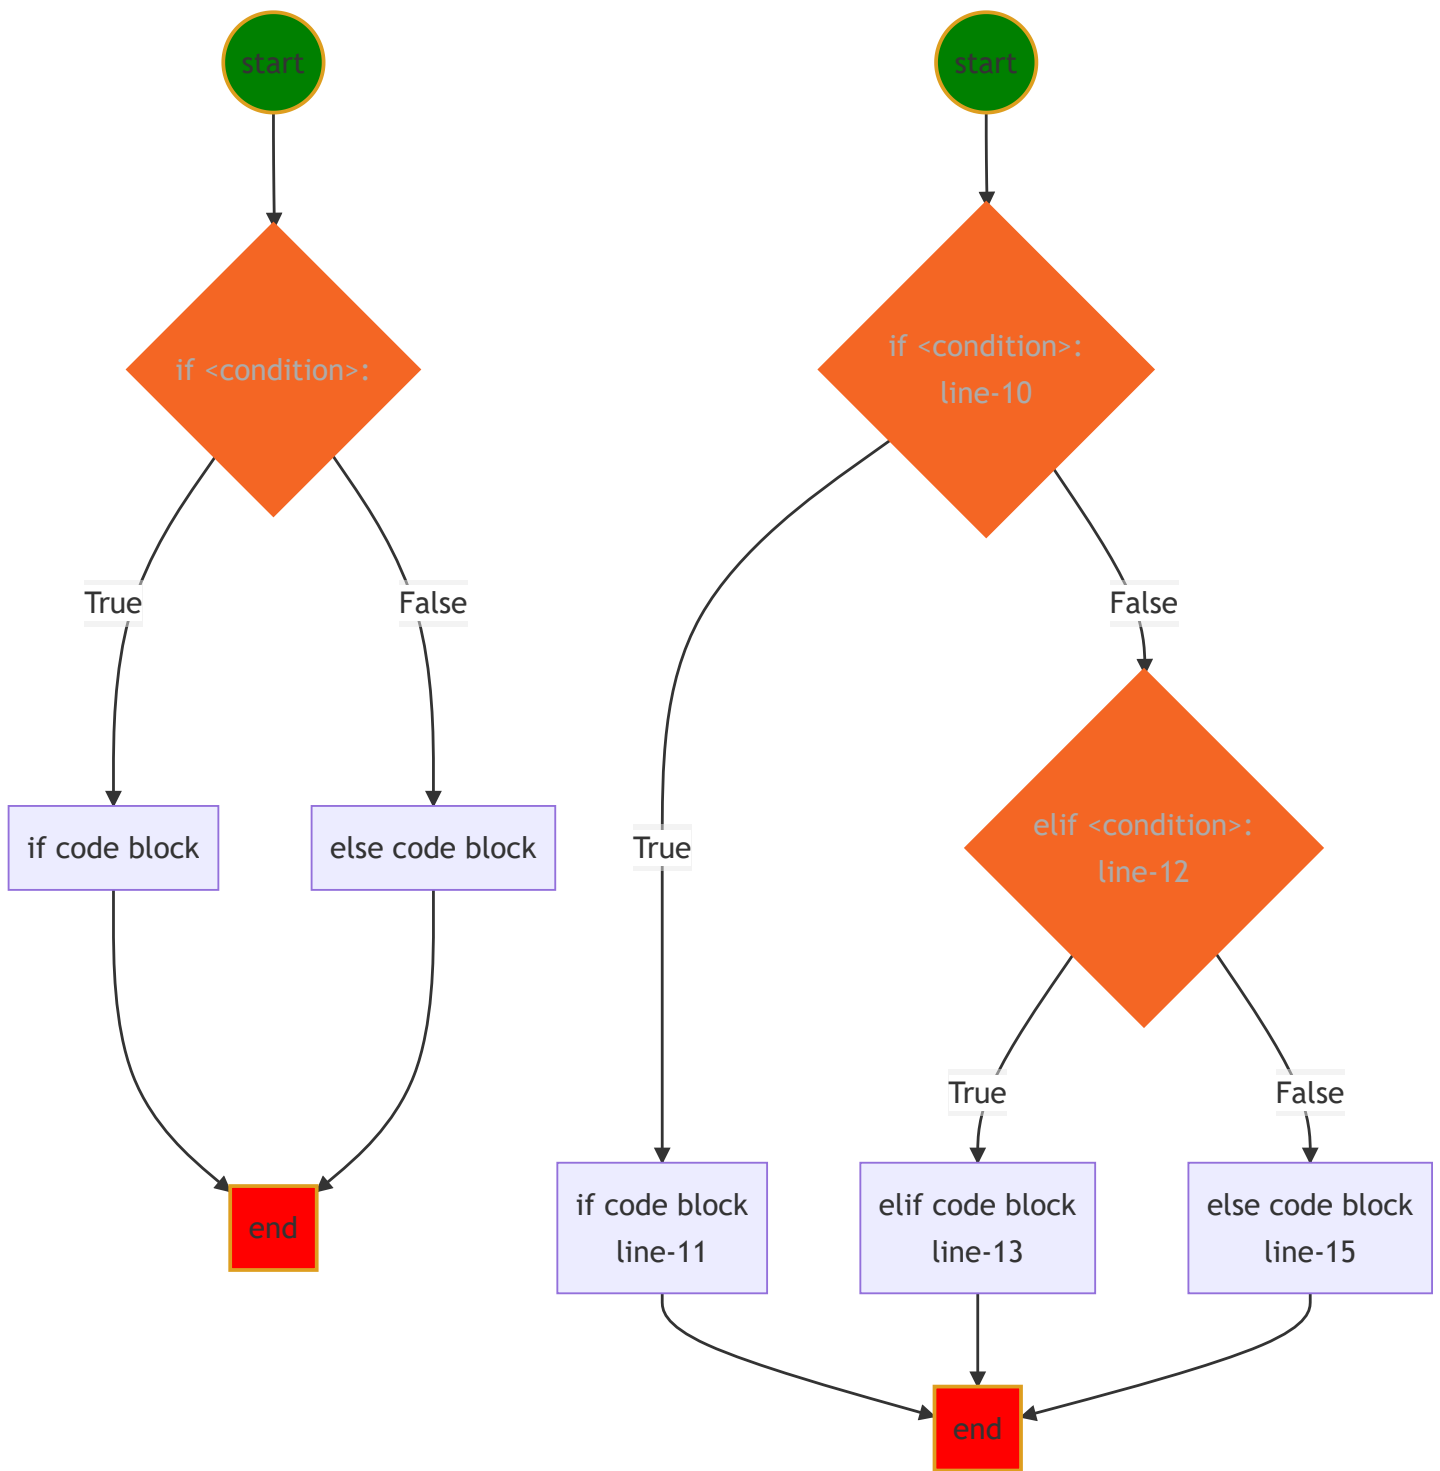 start
if <condition>:
True
False
if code block
else code block
end
start
if <condition>:
line-10
False
True
elif <condition>:
line-12
True
False
if code block
line-11
elif code block
line-13
else code block
line-15
end